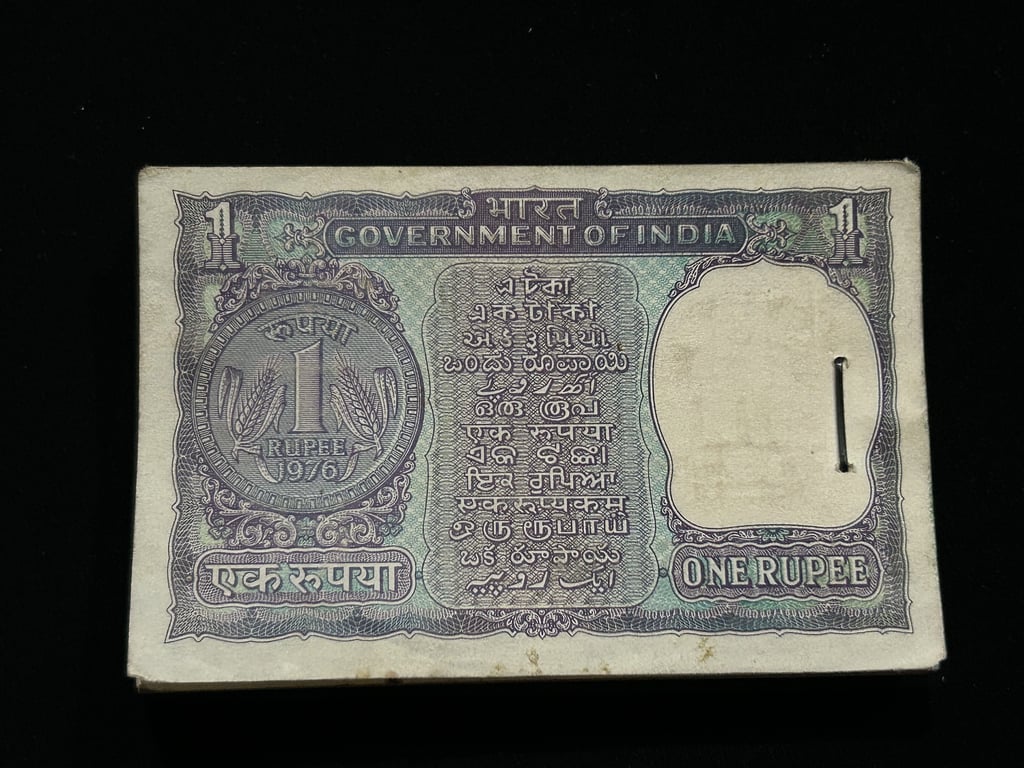 1 भारत 1
GOVERNMENT OF INDIA
रूपया
1
RUPEE
1976
এ টকা
এক টাকা
એક રૂપિયો
ಒಂದು ರೂಪಾಯಿ
ഒരു രൂപ
एक रुपया
ଏକ ଟଙ୍କା
ਇਕ ਰੁਪਿਆ
एकरूप्यकम्
ஒரு ரூபாய்
ఒక రూపాయి
ایک روپیہ
एक रूपया
ONE RUPEE